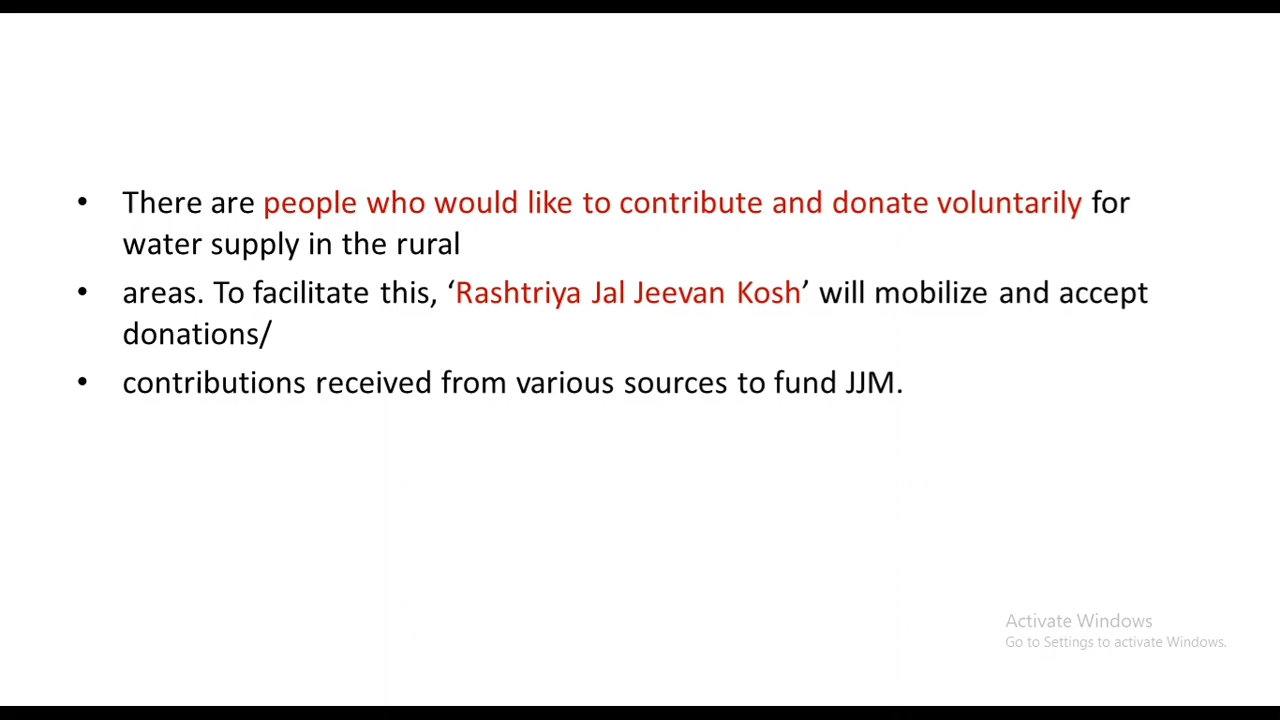 • There are people who would like to contribute and donate voluntarily for
water supply in the rural
• areas. To facilitate this, ‘Rashtriya Jal Jeevan Kosh’ will mobilize and accept
donations/
• contributions received from various sources to fund JJM.
Activate Windows
Go to Settings to activate Windows.